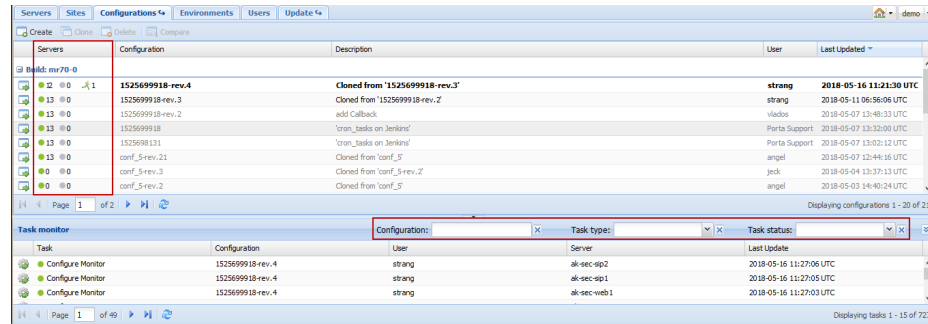 Servers Sites Configurations Environments Users Update demo
Create Clone Delete Compare
Servers Configuration Description User Last Updated
Build: mr70-0
12 0 1 1525699918-rev.4 Cloned from '1525699918-rev.3' strang 2018-05-16 11:21:30 UTC
13 0 1525699918-rev.3 Cloned from '1525699918-rev.2' strang 2018-05-11 06:56:06 UTC
13 0 1525699918-rev.2 add Callback vlados 2018-05-07 13:48:33 UTC
13 0 1525699918 'cron_tasks on Jenkins' Porta Support 2018-05-07 13:32:00 UTC
13 0 1525698131 'cron_tasks on Jenkins' Porta Support 2018-05-07 13:02:12 UTC
13 0 conf_5-rev.21 Cloned from 'conf_5' angel 2018-05-07 12:44:16 UTC
0 0 conf_5-rev.3 Cloned from 'conf_5-rev.2' jeck 2018-05-04 13:37:13 UTC
0 0 conf_5-rev.2 Cloned from 'conf_5' angel 2018-05-03 14:40:24 UTC
Page 1 of 2 Displaying configurations 1 - 20 of 21
Task monitor Configuration: Task type: Task status:
Task Configuration User Server Last Update
Configure Monitor 1525699918-rev.4 strang ak-sec-sip2 2018-05-16 11:27:06 UTC
Configure Monitor 1525699918-rev.4 strang ak-sec-sip1 2018-05-16 11:27:05 UTC
Configure Monitor 1525699918-rev.4 strang ak-sec-web1 2018-05-16 11:27:03 UTC
Page 1 of 49 Displaying tasks 1 - 15 of